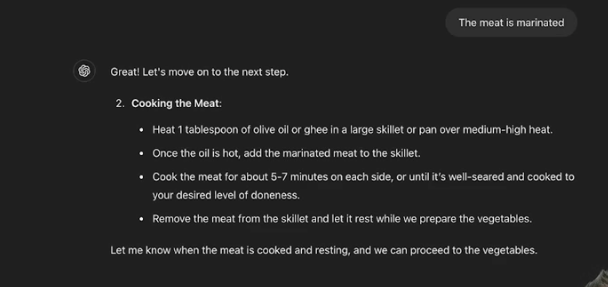 The meat is marinated
Great! Let's move on to the next step.
2. Cooking the Meat:
• Heat 1 tablespoon of olive oil or ghee in a large skillet or pan over medium-high heat.
• Once the oil is hot, add the marinated meat to the skillet.
• Cook the meat for about 5-7 minutes on each side, or until it's well-seared and cooked to
your desired level of doneness.
• Remove the meat from the skillet and let it rest while we prepare the vegetables.
Let me know when the meat is cooked and resting, and we can proceed to the vegetables.